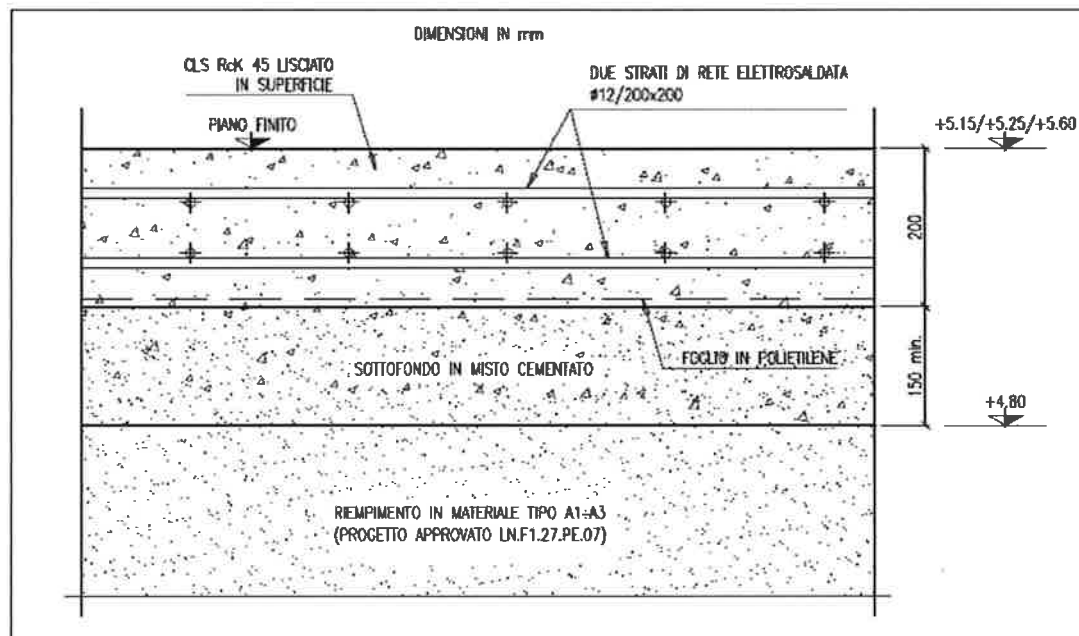 DIMENSIONI IN mm
CLS RcK 45 LISCIATO
IN SUPERFICIE
DUE STRATI DI RETE ELETTROSALDATA
ø12/200x200
PIANO FINITO
+5.15/+5.25/+5.60
200
FOGLIO IN POLIETILENE
SOTTOFONDO IN MISTO CEMENTATO
150 min.
+4.80
RIEMPIMENTO IN MATERIALE TIPO A1÷A3
(PROGETTO APPROVATO LN.F1.27.PE.07)